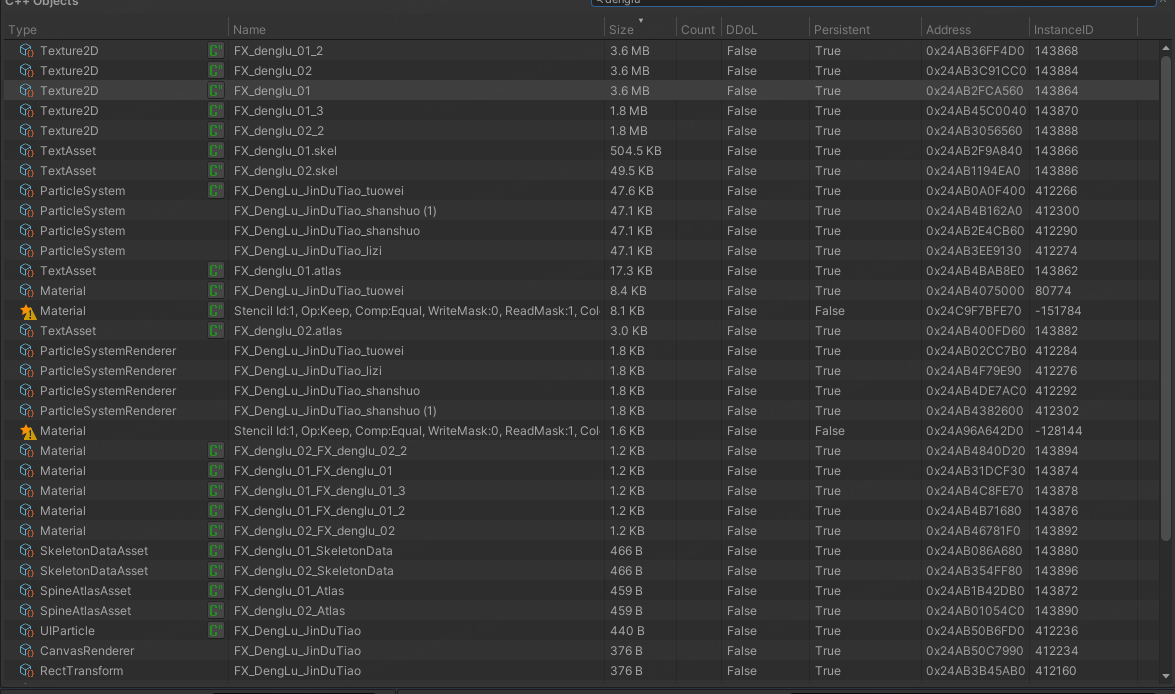 C++ Objects denglu
Type Name Size Count DDoL Persistent Address InstanceID
Texture2D C# FX_denglu_01_2 3.6 MB False True 0x24AB36FF4D0 143868
Texture2D C# FX_denglu_02 3.6 MB False True 0x24AB3C91CC0 143884
Texture2D C# FX_denglu_01 3.6 MB False True 0x24AB2FCA560 143864
Texture2D C# FX_denglu_01_3 1.8 MB False True 0x24AB45C0040 143870
Texture2D C# FX_denglu_02_2 1.8 MB False True 0x24AB3056560 143888
TextAsset C# FX_denglu_01.skel 504.5 KB False True 0x24AB2F9A840 143866
TextAsset C# FX_denglu_02.skel 49.5 KB False True 0x24AB1194EA0 143886
ParticleSystem C# FX_DengLu_JinDuTiao_tuowei 47.6 KB False True 0x24AB0A0F400 412266
ParticleSystem FX_DengLu_JinDuTiao_shanshuo (1) 47.1 KB False True 0x24AB4B162A0 412300
ParticleSystem FX_DengLu_JinDuTiao_shanshuo 47.1 KB False True 0x24AB2E4CB60 412290
ParticleSystem FX_DengLu_JinDuTiao_lizi 47.1 KB False True 0x24AB3EE9130 412274
TextAsset C# FX_denglu_01.atlas 17.3 KB False True 0x24AB4BAB8E0 143862
Material C# FX_DengLu_JinDuTiao_tuowei 8.4 KB False True 0x24AB4075000 80774
Material C# Stencil Id:1, Op:Keep, Comp:Equal, WriteMask:0, ReadMask:1, Col 8.1 KB False False 0x24C9F7BFE70 -151784
TextAsset C# FX_denglu_02.atlas 3.0 KB False True 0x24AB400FD60 143882
ParticleSystemRenderer FX_DengLu_JinDuTiao_tuowei 1.8 KB False True 0x24AB02CC7B0 412284
ParticleSystemRenderer FX_DengLu_JinDuTiao_lizi 1.8 KB False True 0x24AB4F79E90 412276
ParticleSystemRenderer FX_DengLu_JinDuTiao_shanshuo 1.8 KB False True 0x24AB4DE7AC0 412292
ParticleSystemRenderer FX_DengLu_JinDuTiao_shanshuo (1) 1.8 KB False True 0x24AB4382600 412302
Material Stencil Id:1, Op:Keep, Comp:Equal, WriteMask:0, ReadMask:1, Col 1.6 KB False False 0x24A96A642D0 -128144
Material C# FX_denglu_02_FX_denglu_02_2 1.2 KB False True 0x24AB4840D20 143894
Material C# FX_denglu_01_FX_denglu_01 1.2 KB False True 0x24AB31DCF30 143874
Material C# FX_denglu_01_FX_denglu_01_3 1.2 KB False True 0x24AB4C8FE70 143878
Material C# FX_denglu_01_FX_denglu_01_2 1.2 KB False True 0x24AB4B71680 143876
Material C# FX_denglu_02_FX_denglu_02 1.2 KB False True 0x24AB46781F0 143892
SkeletonDataAsset C# FX_denglu_01_SkeletonData 466 B False True 0x24AB086A680 143880
SkeletonDataAsset C# FX_denglu_02_SkeletonData 466 B False True 0x24AB354FF80 143896
SpineAtlasAsset C# FX_denglu_01_Atlas 459 B False True 0x24AB1B42DB0 143872
SpineAtlasAsset C# FX_denglu_02_Atlas 459 B False True 0x24AB01054C0 143890
UIParticle C# FX_DengLu_JinDuTiao 440 B False True 0x24AB50B6FD0 412236
CanvasRenderer FX_DengLu_JinDuTiao 376 B False True 0x24AB50C7990 412234
RectTransform FX_DengLu_JinDuTiao 376 B False True 0x24AB3B45AB0 412160